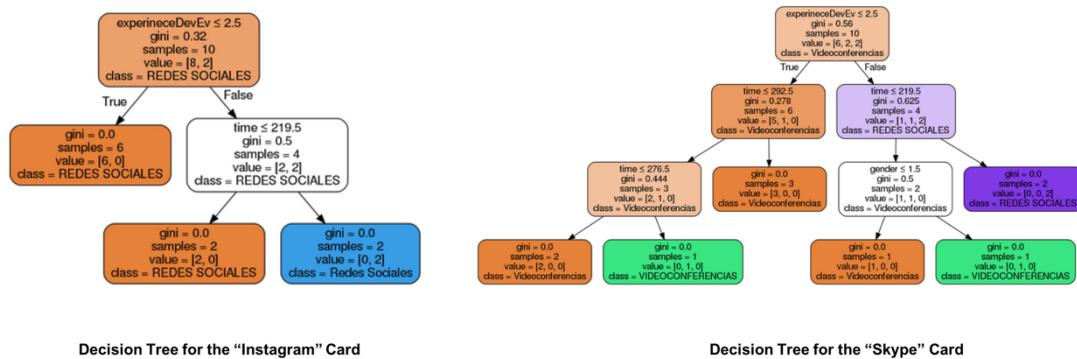 experineceDevEv ≤ 2.5
gini = 0.32
samples = 10
value = [8, 2]
class = REDES SOCIALES
True
False
gini = 0.0
samples = 6
value = [6, 0]
class = REDES SOCIALES
time ≤ 219.5
gini = 0.5
samples = 4
value = [2, 2]
class = REDES SOCIALES
gini = 0.0
samples = 2
value = [2, 0]
class = REDES SOCIALES
gini = 0.0
samples = 2
value = [0, 2]
class = Redes Sociales
Decision Tree for the “Instagram” Card
experineceDevEv ≤ 2.5
gini = 0.56
samples = 10
value = [6, 2, 2]
class = Videoconferencias
True
False
time ≤ 292.5
gini = 0.278
samples = 6
value = [5, 1, 0]
class = Videoconferencias
time ≤ 219.5
gini = 0.625
samples = 4
value = [1, 1, 2]
class = REDES SOCIALES
time ≤ 276.5
gini = 0.444
samples = 3
value = [2, 1, 0]
class = Videoconferencias
gini = 0.0
samples = 3
value = [3, 0, 0]
class = Videoconferencias
gender ≤ 1.5
gini = 0.5
samples = 2
value = [1, 1, 0]
class = Videoconferencias
gini = 0.0
samples = 2
value = [0, 0, 2]
class = REDES SOCIALES
gini = 0.0
samples = 2
value = [2, 0, 0]
class = Videoconferencias
gini = 0.0
samples = 1
value = [0, 1, 0]
class = VIDEOCONFERENCIAS
gini = 0.0
samples = 1
value = [1, 0, 0]
class = Videoconferencias
gini = 0.0
samples = 1
value = [0, 1, 0]
class = VIDEOCONFERENCIAS
Decision Tree for the “Skype” Card